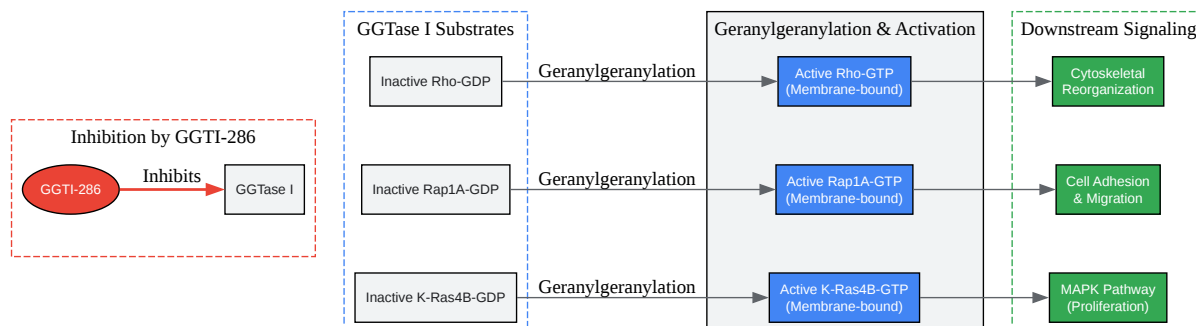 Inhibition by GGTI-286
GGTI-286
Inhibits
GGTase I
GGTase I Substrates
Inactive Rho-GDP
Inactive Rap1A-GDP
Inactive K-Ras4B-GDP
Geranylgeranylation
Geranylgeranylation
Geranylgeranylation
Geranylgeranylation & Activation
Active Rho-GTP
(Membrane-bound)
Active Rap1A-GTP
(Membrane-bound)
Active K-Ras4B-GTP
(Membrane-bound)
Downstream Signaling
Cytoskeletal
Reorganization
Cell Adhesion
& Migration
MAPK Pathway
(Proliferation)